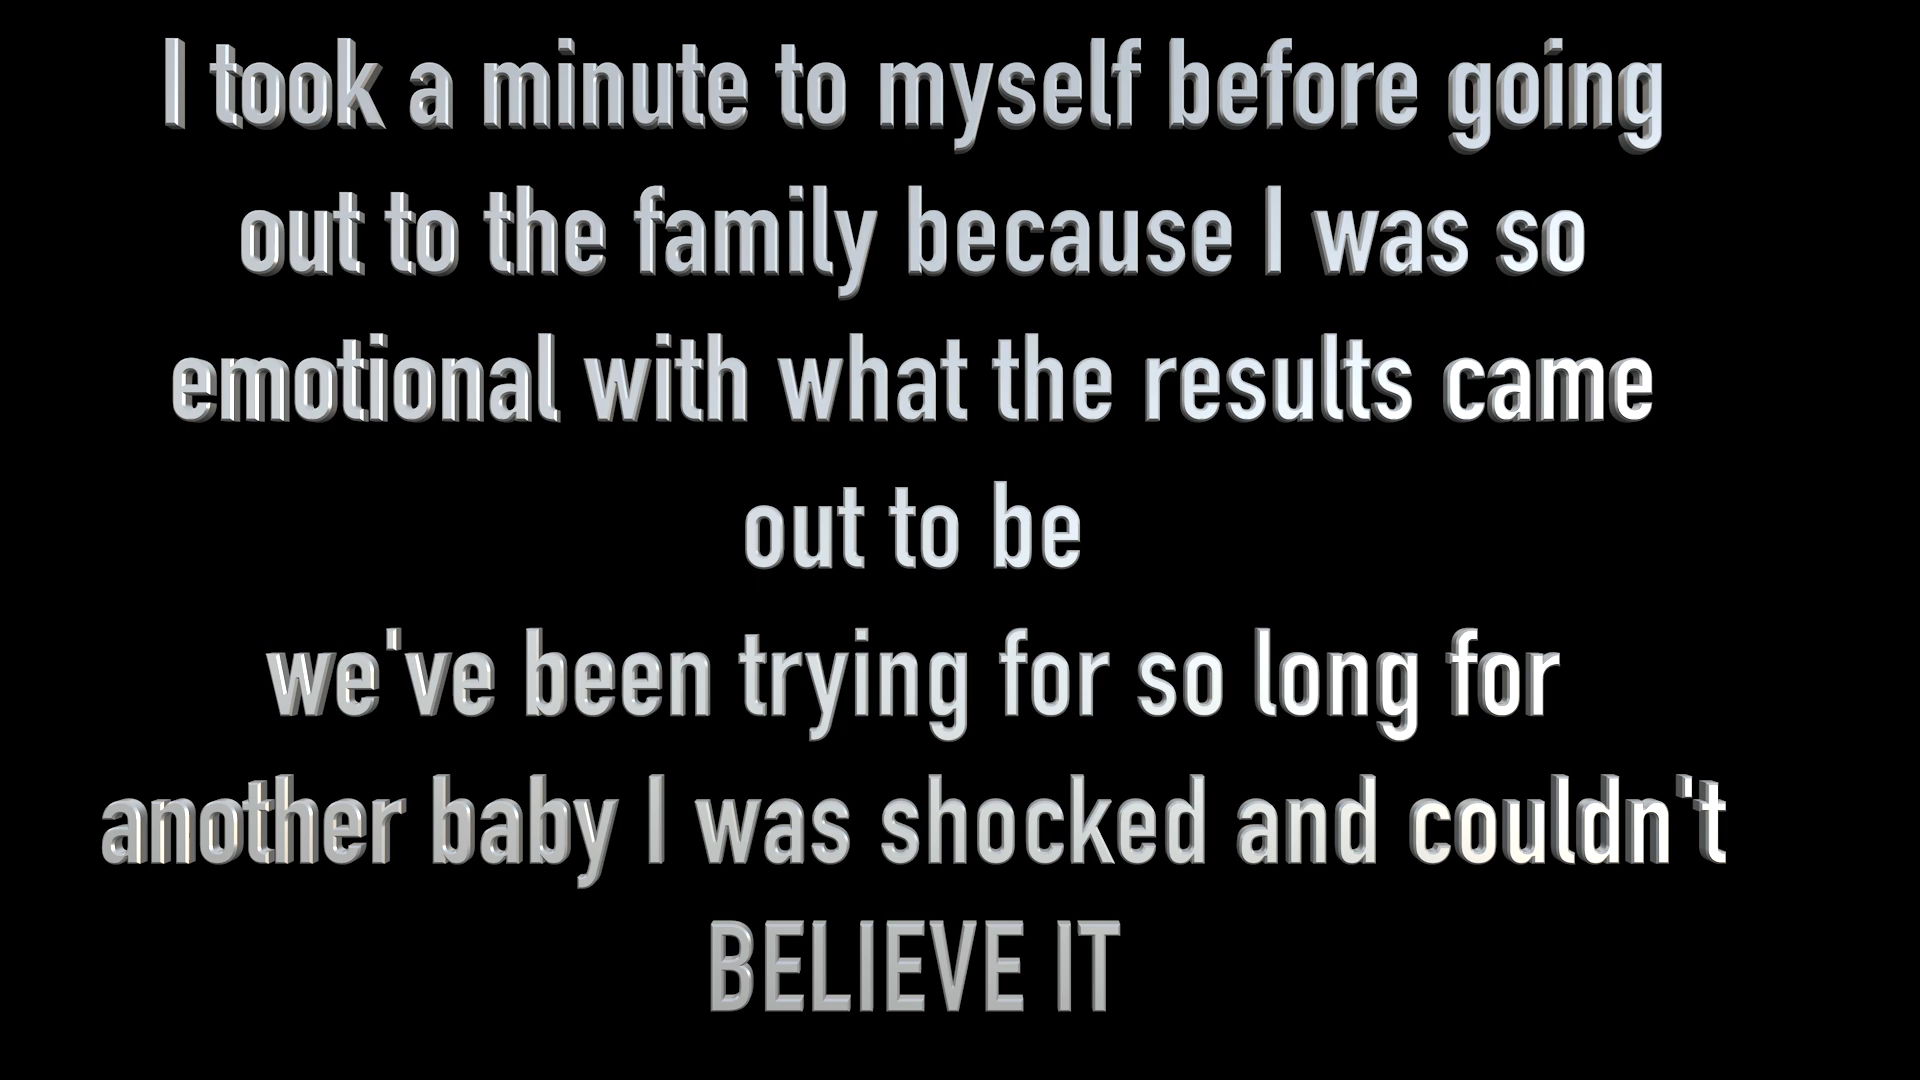 I took a minute to myself before going
out to the family because I was so
emotional with what the results came
out to be
we've been trying for so long for
another baby I was shocked and couldn't
BELIEVE IT